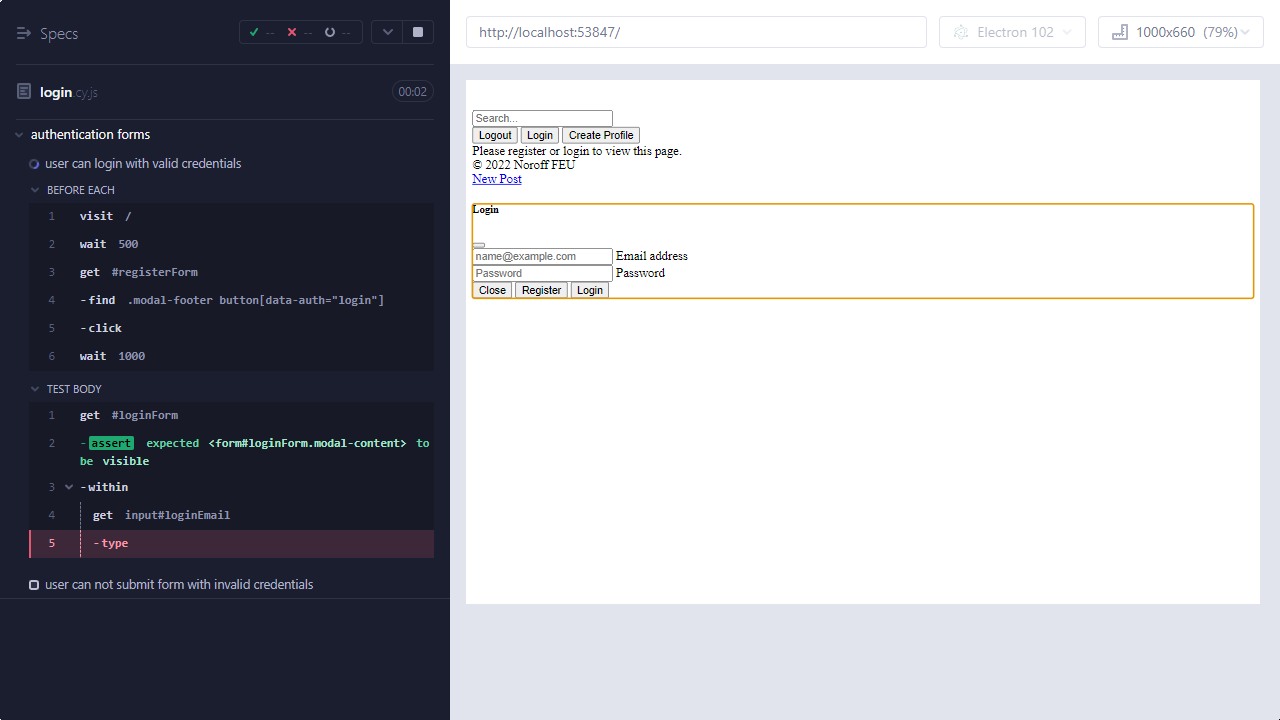 Specs
-- -- --
login.cy.js
00:02
authentication forms
user can login with valid credentials
BEFORE EACH
1 visit /
2 wait 500
3 get #registerForm
4 -find .modal-footer button[data-auth="login"]
5 -click
6 wait 1000
TEST BODY
1 get #loginForm
2 -assert expected <form#loginForm.modal-content> to
be visible
3 -within
4 get input#loginEmail
5 -type
user can not submit form with invalid credentials
http://localhost:53847/
Electron 102
1000x660 (79%)
Search...
Logout Login Create Profile
Please register or login to view this page.
© 2022 Noroff FEU
New Post
Login
name@example.com Email address
Password Password
Close Register Login